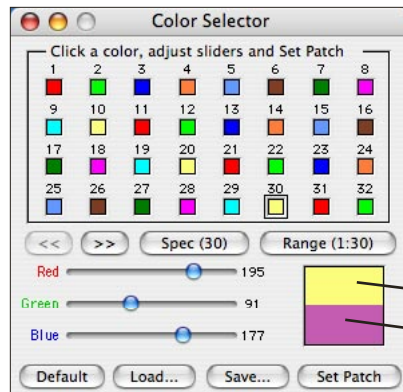 Color Selector
Click a color, adjust sliders and Set Patch
1 2 3 4 5 6 7 8
9 10 11 12 13 14 15 16
17 18 19 20 21 22 23 24
25 26 27 28 29 30 31 32
<< >> Spec (30) Range (1:30)
Red 195
Green 91
Blue 177
Default Load... Save... Set Patch